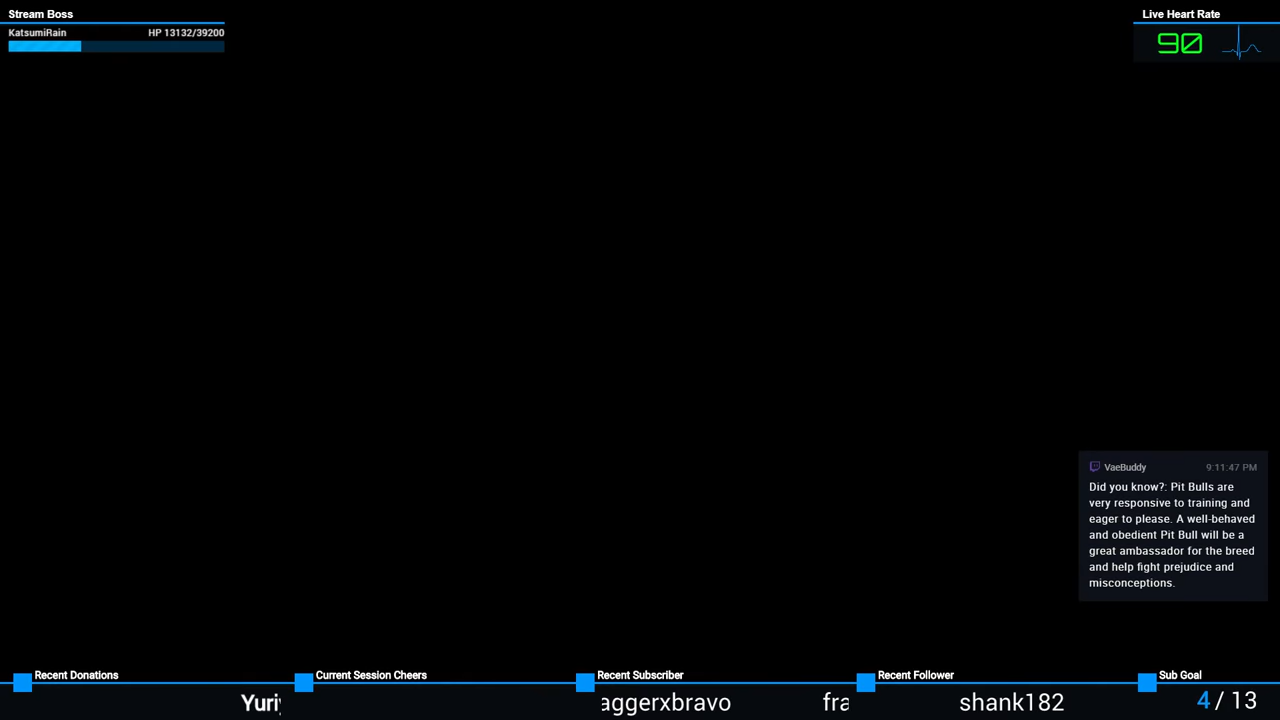 Stream Boss
KatsumiRain HP 13132/39200
Live Heart Rate
90
VaeBuddy 9:11:47 PM
Did you know?: Pit Bulls are
very responsive to training and
eager to please. A well-behaved
and obedient Pit Bull will be a
great ambassador for the breed
and help fight prejudice and
misconceptions.
Recent Donations
Current Session Cheers
Recent Subscriber
aggerxbravo fra
Recent Follower
shank182
Sub Goal
4 / 13